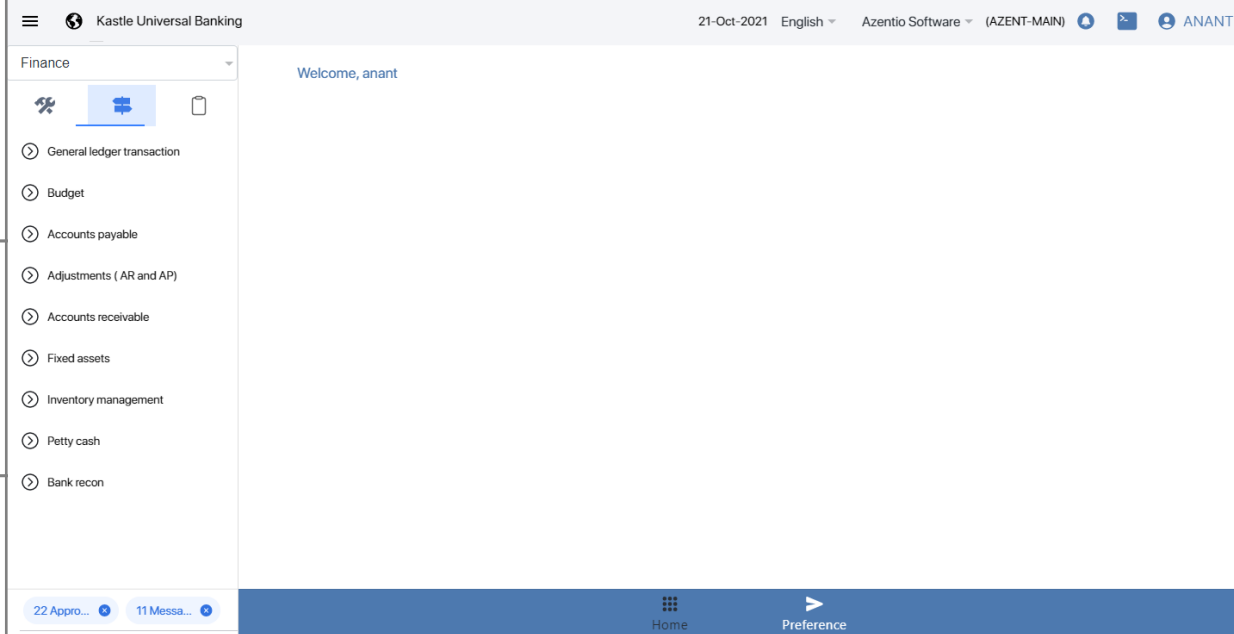 Kastle Universal Banking
21-Oct-2021 English Azentio Software (AZENT-MAIN) ANANT
Finance
Welcome, anant
General ledger transaction
Budget
Accounts payable
Adjustments ( AR and AP)
Accounts receivable
Fixed assets
Inventory management
Petty cash
Bank recon
22 Appro... 11 Messa...
Home Preference